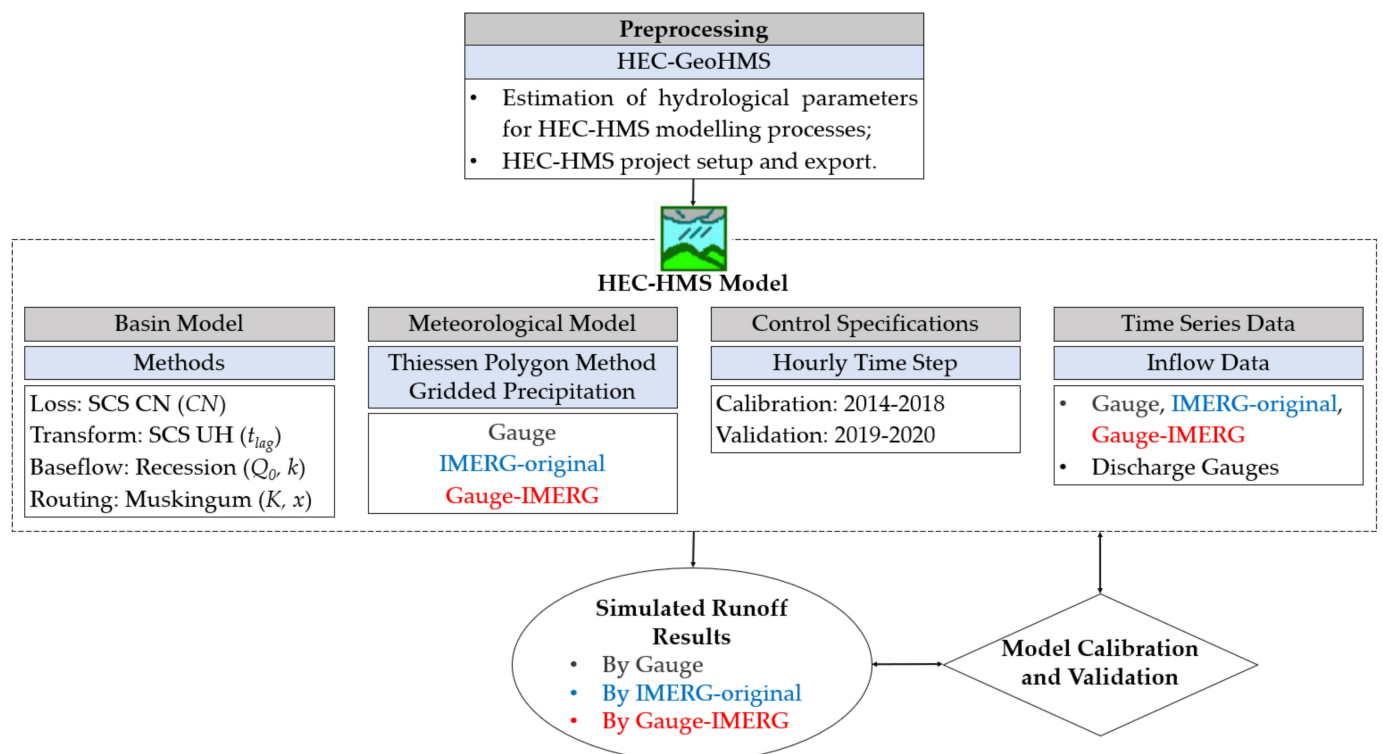 Preprocessing
HEC-GeoHMS
• Estimation of hydrological parameters
for HEC-HMS modelling processes;
• HEC-HMS project setup and export.
HEC-HMS Model
Basin Model
Methods
Loss: SCS CN (CN)
Transform: SCS UH (t_lag)
Baseflow: Recession (Q_0, k)
Routing: Muskingum (K, x)
Meteorological Model
Thiessen Polygon Method
Gridded Precipitation
Gauge
IMERG-original
Gauge-IMERG
Control Specifications
Hourly Time Step
Calibration: 2014-2018
Validation: 2019-2020
Time Series Data
Inflow Data
• Gauge, IMERG-original,
Gauge-IMERG
• Discharge Gauges
Simulated Runoff
Results
• By Gauge
• By IMERG-original
• By Gauge-IMERG
Model Calibration
and Validation